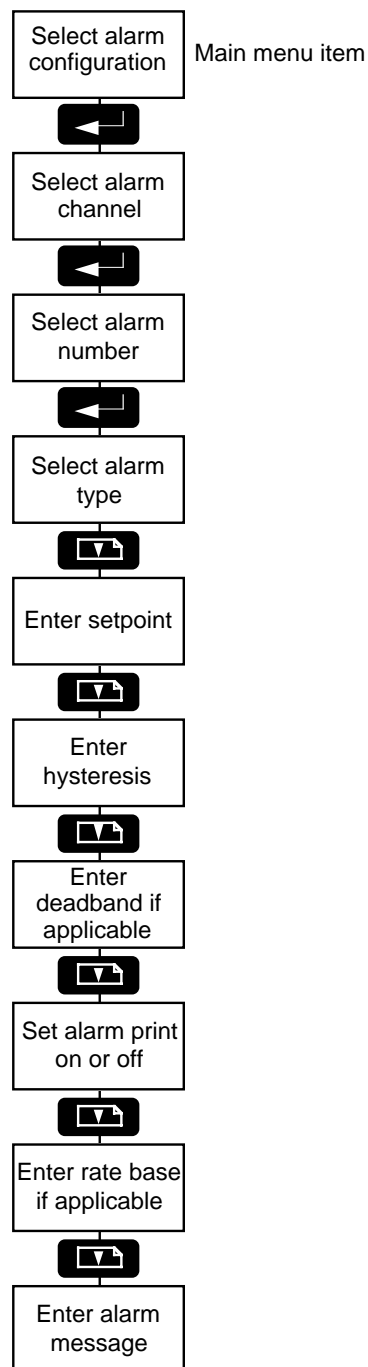 Select alarm
configuration
Main menu item
Select alarm
channel
Select alarm
number
Select alarm
type
Enter setpoint
Enter
hysteresis
Enter
deadband if
applicable
Set alarm print
on or off
Enter rate base
if applicable
Enter alarm
message